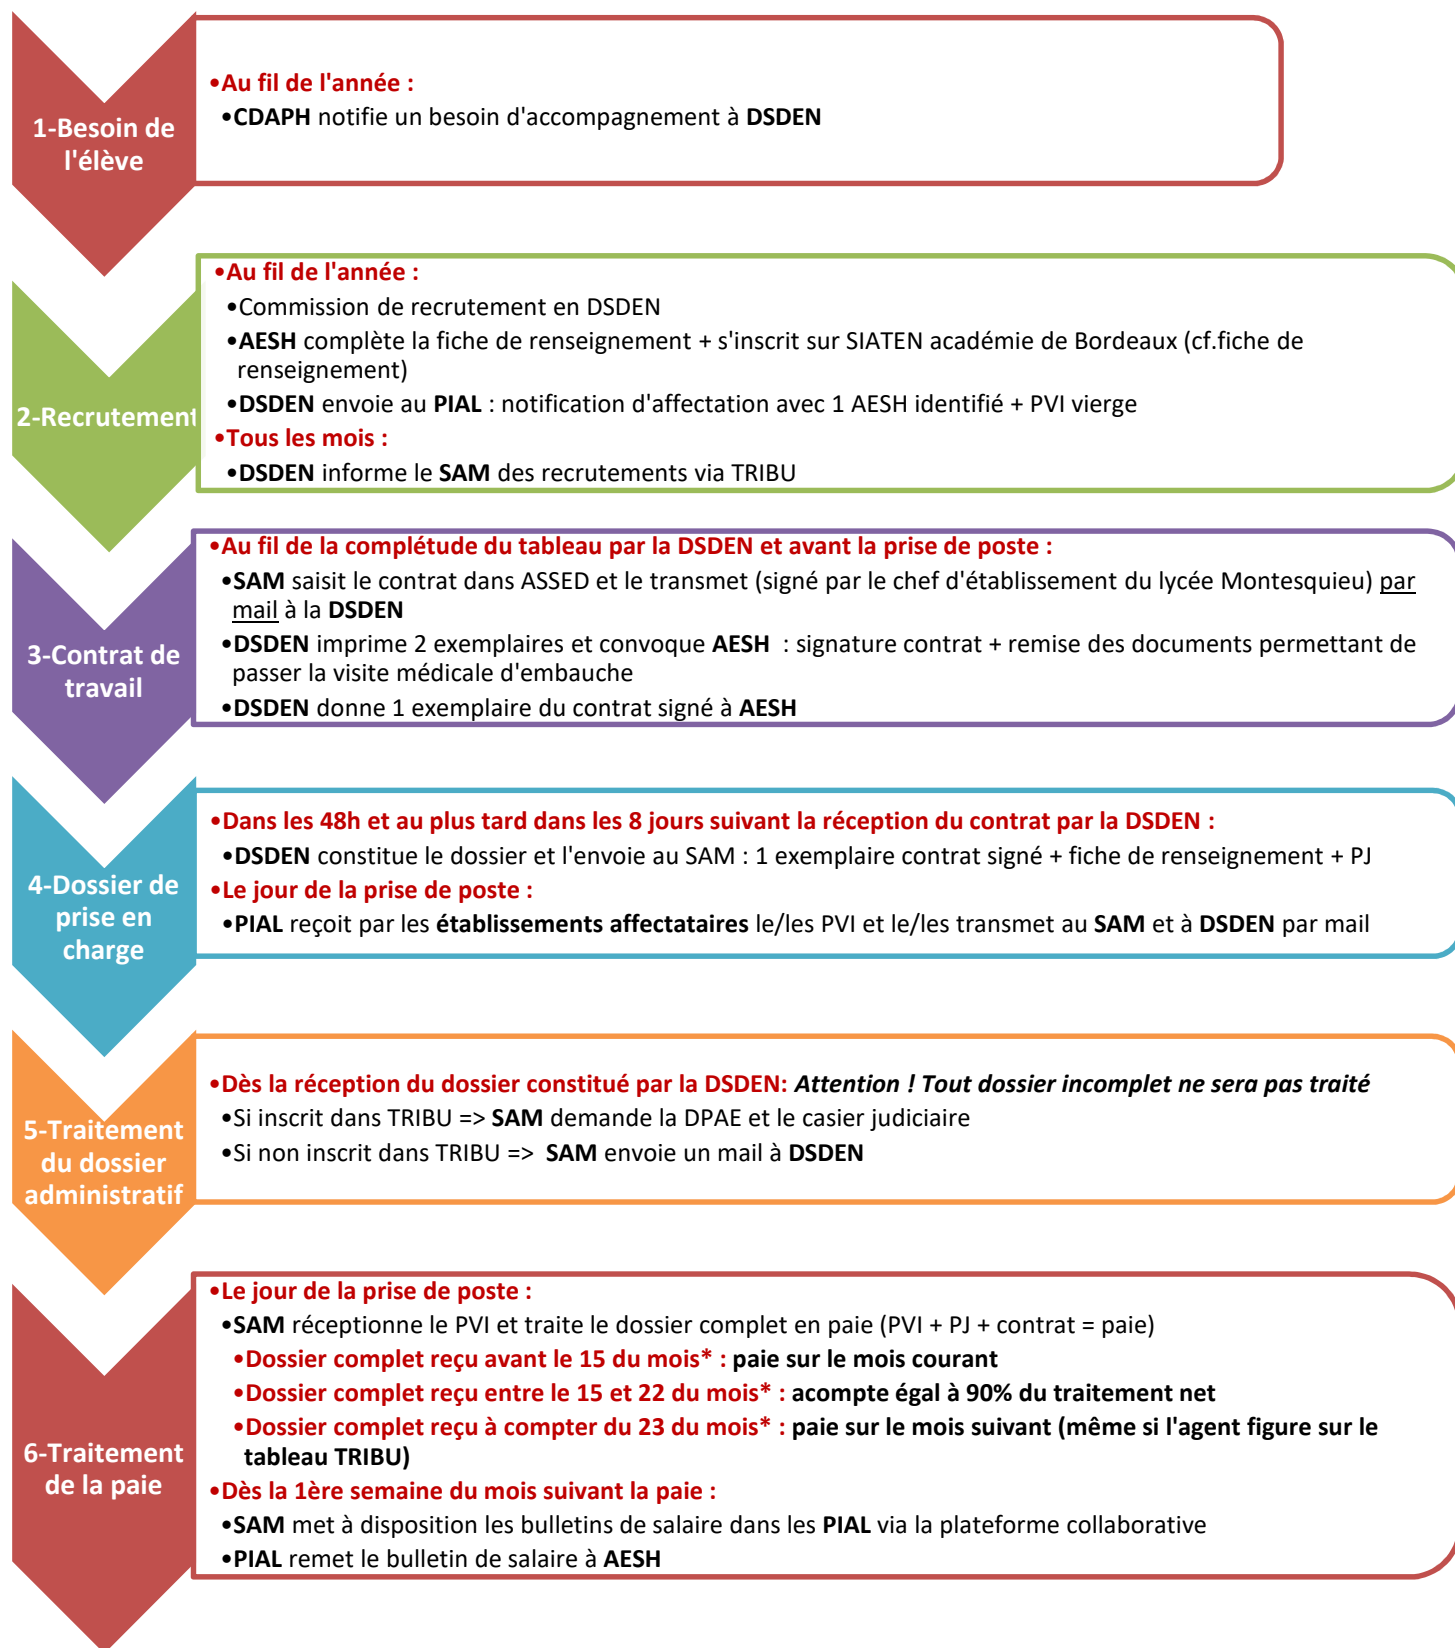 1-Besoin de
l'élève
•Au fil de l'année :
•CDAPH notifie un besoin d'accompagnement à DSDEN
2-Recrutement
•Au fil de l'année :
•Commission de recrutement en DSDEN
•AESH complète la fiche de renseignement + s'inscrit sur SIATEN académie de Bordeaux (cf.fiche de
renseignement)
•DSDEN envoie au PIAL : notification d'affectation avec 1 AESH identifié + PVI vierge
•Tous les mois :
•DSDEN informe le SAM des recrutements via TRIBU
3-Contrat de
travail
•Au fil de la complétude du tableau par la DSDEN et avant la prise de poste :
•SAM saisit le contrat dans ASSED et le transmet (signé par le chef d'établissement du lycée Montesquieu) par
mail à la DSDEN
•DSDEN imprime 2 exemplaires et convoque AESH : signature contrat + remise des documents permettant de
passer la visite médicale d'embauche
•DSDEN donne 1 exemplaire du contrat signé à AESH
4-Dossier de
prise en
charge
•Dans les 48h et au plus tard dans les 8 jours suivant la réception du contrat par la DSDEN :
•DSDEN constitue le dossier et l'envoie au SAM : 1 exemplaire contrat signé + fiche de renseignement + PJ
•Le jour de la prise de poste :
•PIAL reçoit par les établissements affectataires le/les PVI et le/les transmet au SAM et à DSDEN par mail
5-Traitement
du dossier
administratif
•Dès la réception du dossier constitué par la DSDEN: Attention ! Tout dossier incomplet ne sera pas traité
•Si inscrit dans TRIBU => SAM demande la DPAE et le casier judiciaire
•Si non inscrit dans TRIBU => SAM envoie un mail à DSDEN
6-Traitement
de la paie
•Le jour de la prise de poste :
•SAM réceptionne le PVI et traite le dossier complet en paie (PVI + PJ + contrat = paie)
•Dossier complet reçu avant le 15 du mois* : paie sur le mois courant
•Dossier complet reçu entre le 15 et 22 du mois* : acompte égal à 90% du traitement net
•Dossier complet reçu à compter du 23 du mois* : paie sur le mois suivant (même si l'agent figure sur le
tableau TRIBU)
•Dès la 1ère semaine du mois suivant la paie :
•SAM met à disposition les bulletins de salaire dans les PIAL via la plateforme collaborative
•PIAL remet le bulletin de salaire à AESH